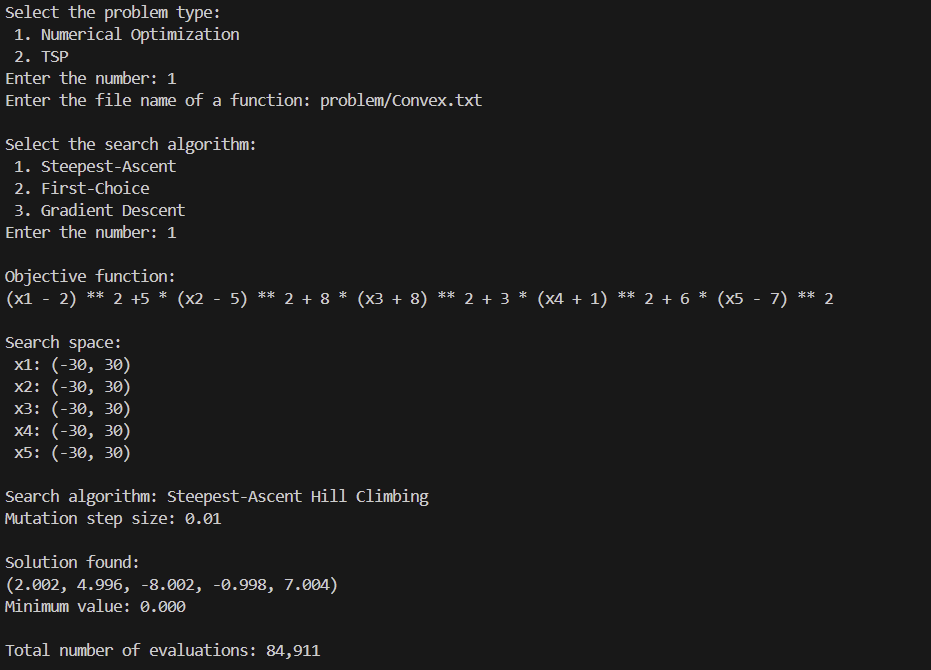 Select the problem type:
 1. Numerical Optimization
 2. TSP
Enter the number: 1
Enter the file name of a function: problem/Convex.txt
Select the search algorithm:
 1. Steepest-Ascent
 2. First-Choice
 3. Gradient Descent
Enter the number: 1
Objective function:
(x1 - 2) ** 2 +5 * (x2 - 5) ** 2 + 8 * (x3 + 8) ** 2 + 3 * (x4 + 1) ** 2 + 6 * (x5 - 7) ** 2
Search space:
 x1: (-30, 30)
 x2: (-30, 30)
 x3: (-30, 30)
 x4: (-30, 30)
 x5: (-30, 30)
Search algorithm: Steepest-Ascent Hill Climbing
Mutation step size: 0.01
Solution found:
(2.002, 4.996, -8.002, -0.998, 7.004)
Minimum value: 0.000
Total number of evaluations: 84,911